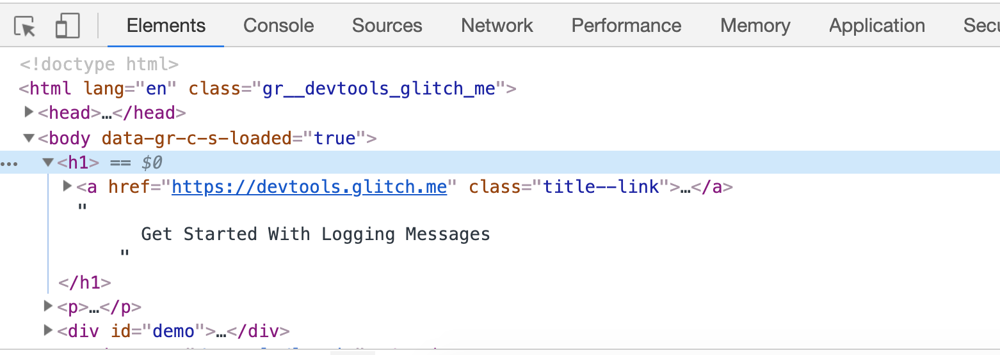 Elements Console Sources Network Performance Memory Application Secu
<!doctype html>
<html lang="en" class="gr__devtools_glitch_me">
<head>…</head>
<body data-gr-c-s-loaded="true">
… <h1> == $0
<a href="https://devtools.glitch.me" class="title--link">…</a>
"
Get Started With Logging Messages
"
</h1>
<p>…</p>
<div id="demo">…</div>